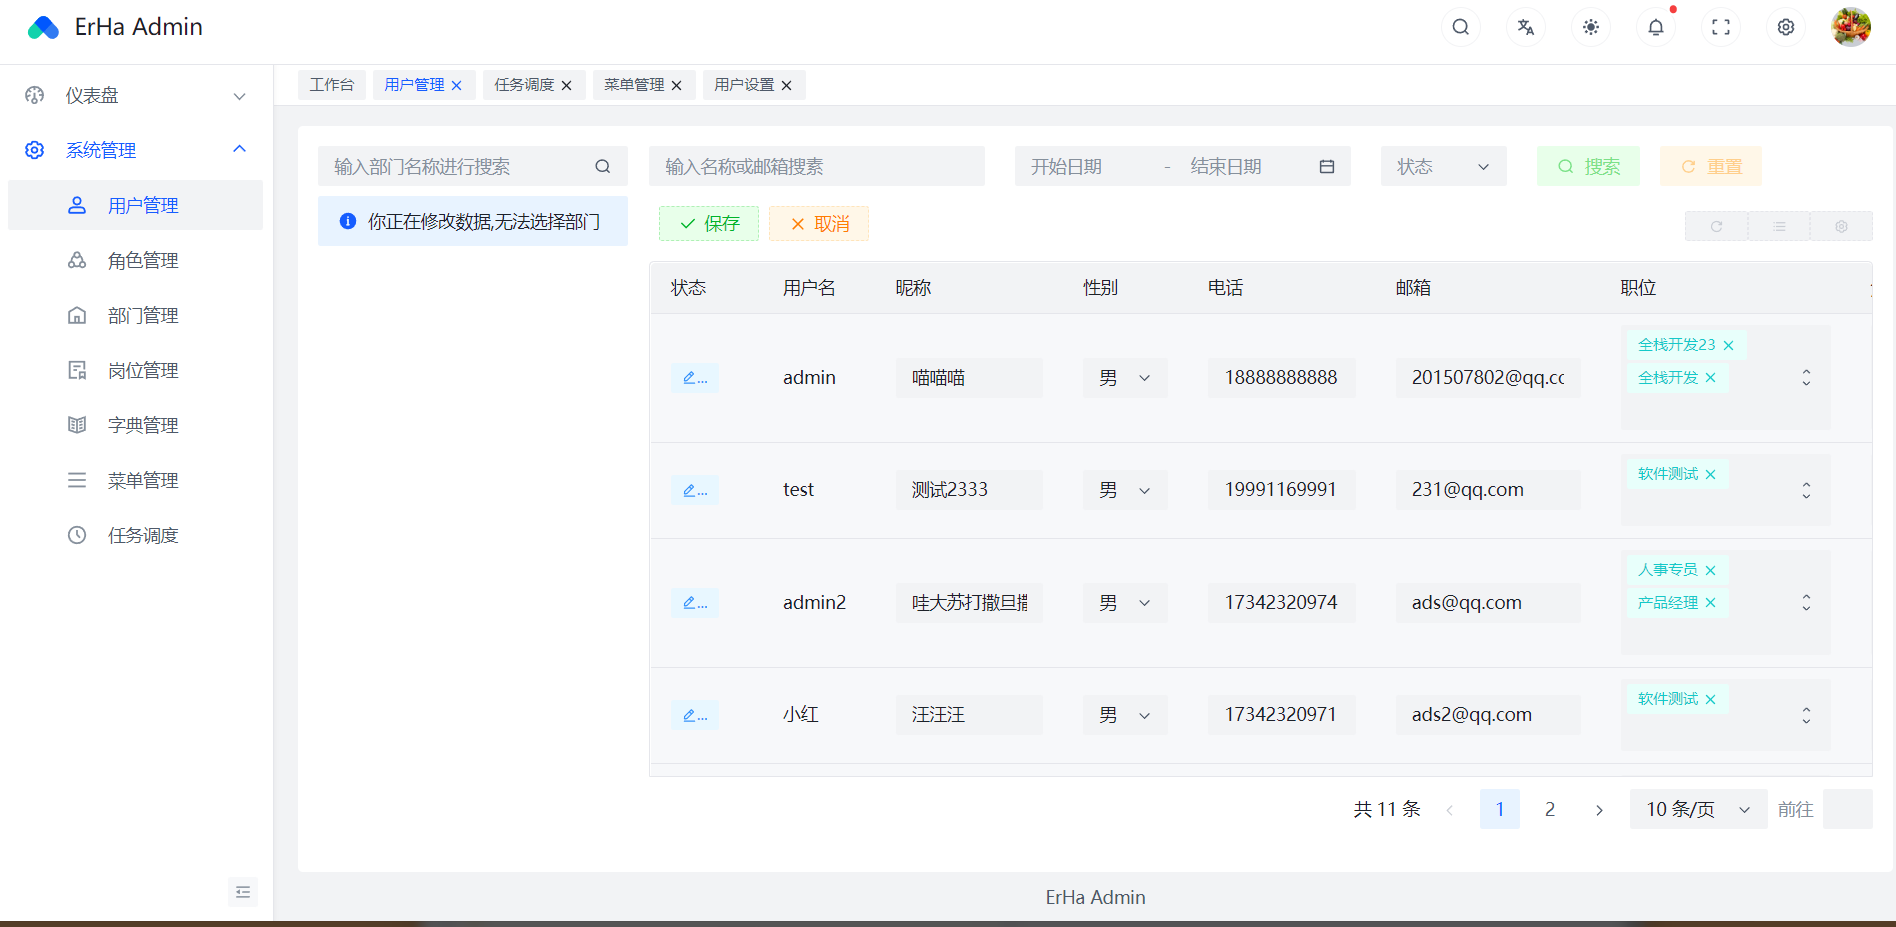 ErHa Admin
仪表盘
系统管理
用户管理
角色管理
部门管理
岗位管理
字典管理
菜单管理
任务调度
工作台 用户管理 任务调度 菜单管理 用户设置
输入部门名称进行搜索 输入名称或邮箱搜素 开始日期 - 结束日期 状态 搜索 重置
你正在修改数据,无法选择部门
保存 取消
状态 用户名 昵称 性别 电话 邮箱 职位
全栈开发23
... admin 喵喵喵 男 18888888888 201507802@qq.cc 全栈开发
软件测试
... test 测试2333 男 19991169991 231@qq.com
人事专员
... admin2 哇大苏打撒旦 男 17342320974 ads@qq.com 产品经理
软件测试
... 小红 汪汪汪 男 17342320971 ads2@qq.com
共 11 条 1 2 10 条/页 前往
ErHa Admin